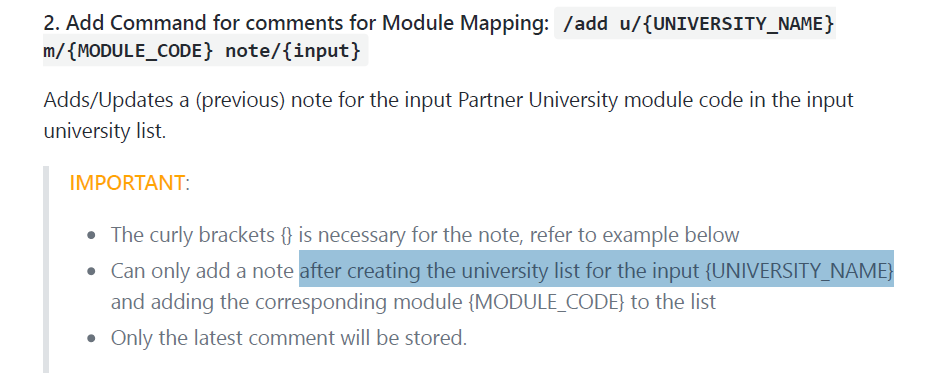 2. Add Command for comments for Module Mapping: /add u/{UNIVERSITY_NAME}
m/{MODULE_CODE} note/{input}
Adds/Updates a (previous) note for the input Partner University module code in the input
university list.
IMPORTANT:
• The curly brackets {} is necessary for the note, refer to example below
• Can only add a note after creating the university list for the input {UNIVERSITY_NAME}
and adding the corresponding module {MODULE_CODE} to the list
• Only the latest comment will be stored.